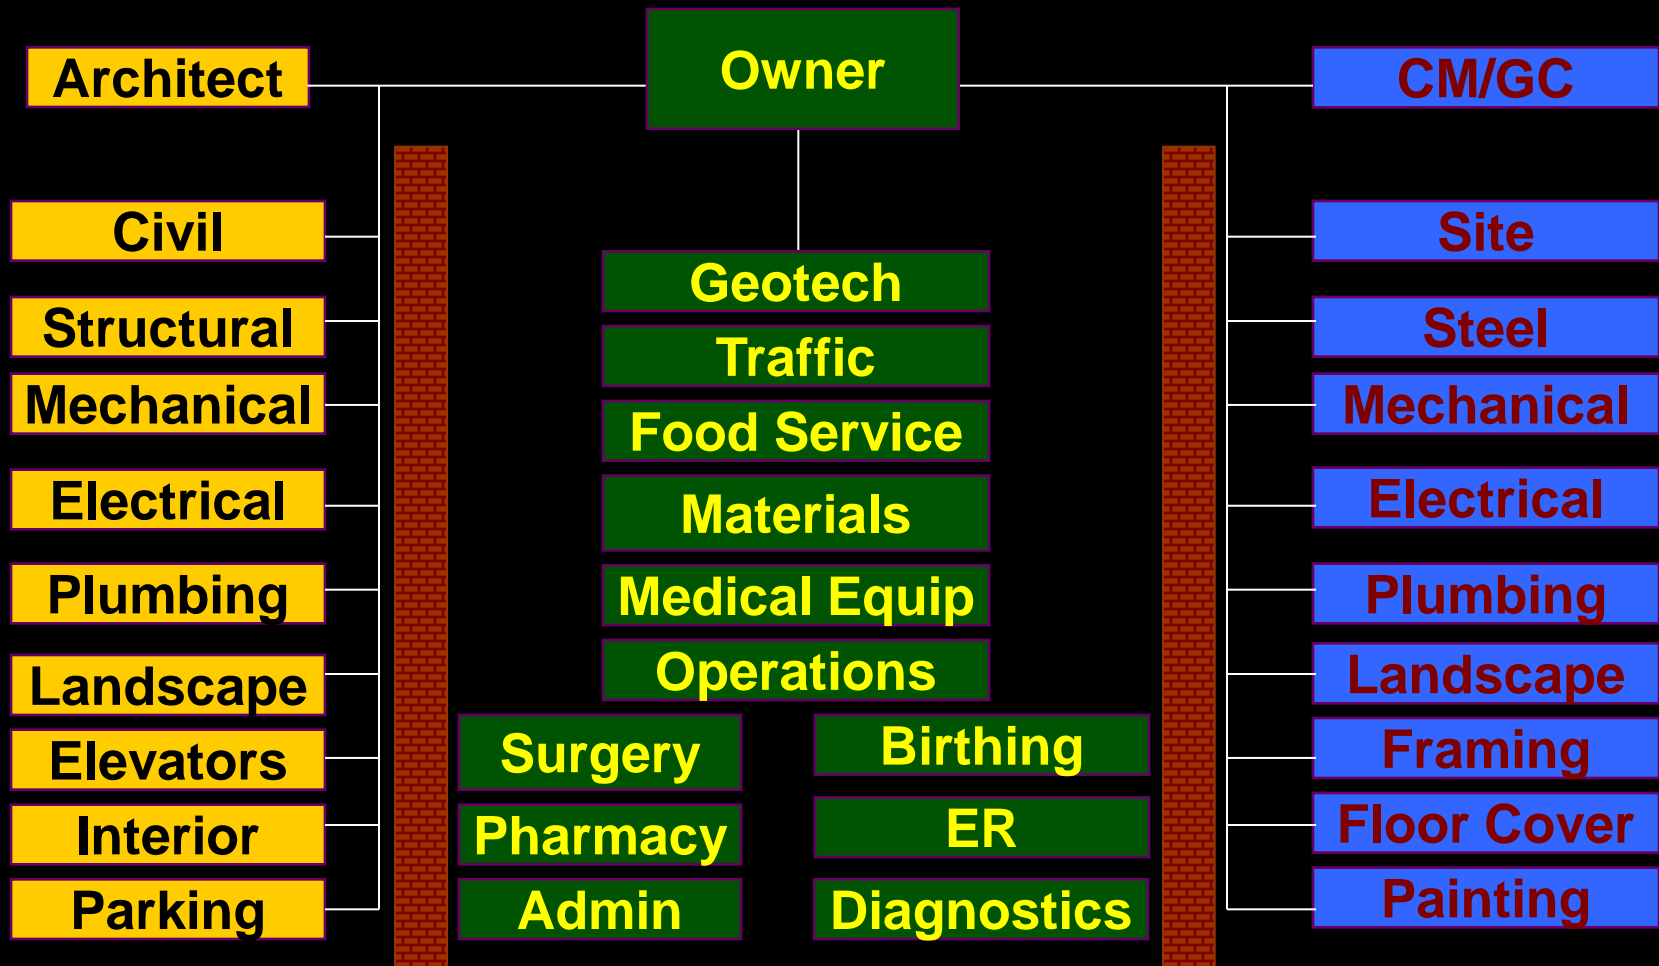 Owner
Architect
CM/GC
Civil
Structural
Mechanical
Electrical
Plumbing
Landscape
Elevators
Interior
Parking
Geotech
Traffic
Food Service
Materials
Medical Equip
Operations
Surgery
Birthing
Pharmacy
ER
Admin
Diagnostics
Site
Steel
Mechanical
Electrical
Plumbing
Landscape
Framing
Floor Cover
Painting